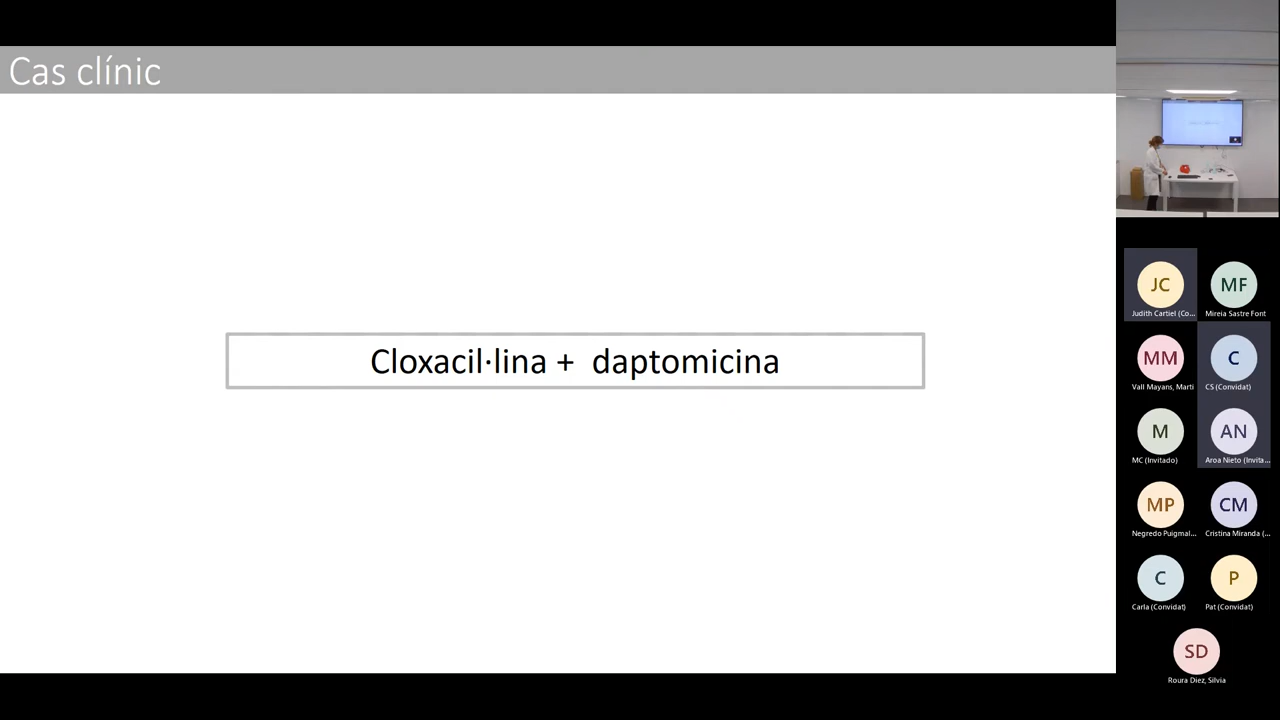 Cas clínic
Cloxacil·lina + daptomicina
JC
Judith Cartiel (Co...
MF
Mireia Sastre Font
MM
Vall Mayans, Marti
C
CS (Convidat)
M
MC (Invitado)
AN
Aroa Nieto (Invita...
MP
Negredo Puigmal...
CM
Cristina Miranda (...
C
Carla (Convidat)
P
Pat (Convidat)
SD
Roura Diez, Silvia